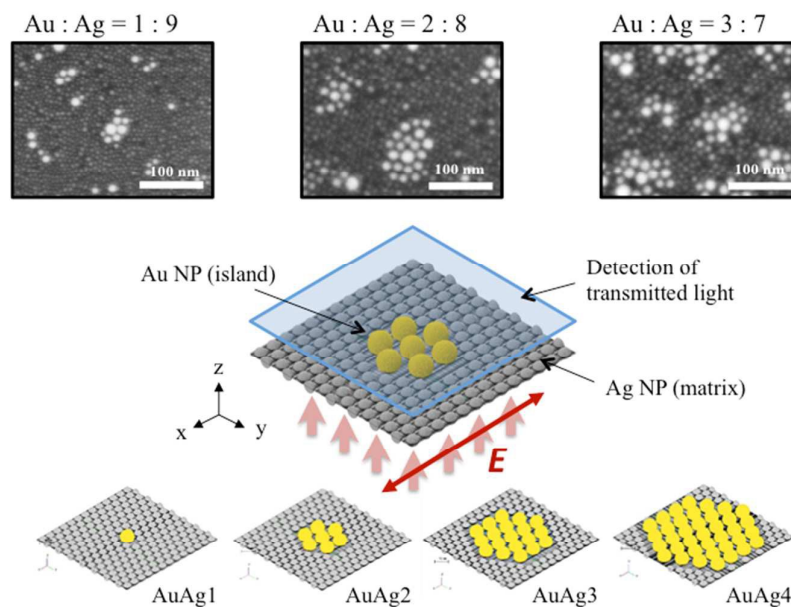 Au : Ag = 1 : 9
Au : Ag = 2 : 8
Au : Ag = 3 : 7
100 nm
100 nm
100 nm
Au NP (island)
Detection of
transmitted light
Ag NP (matrix)
z
x
y
E
AuAg1
AuAg2
AuAg3
AuAg4